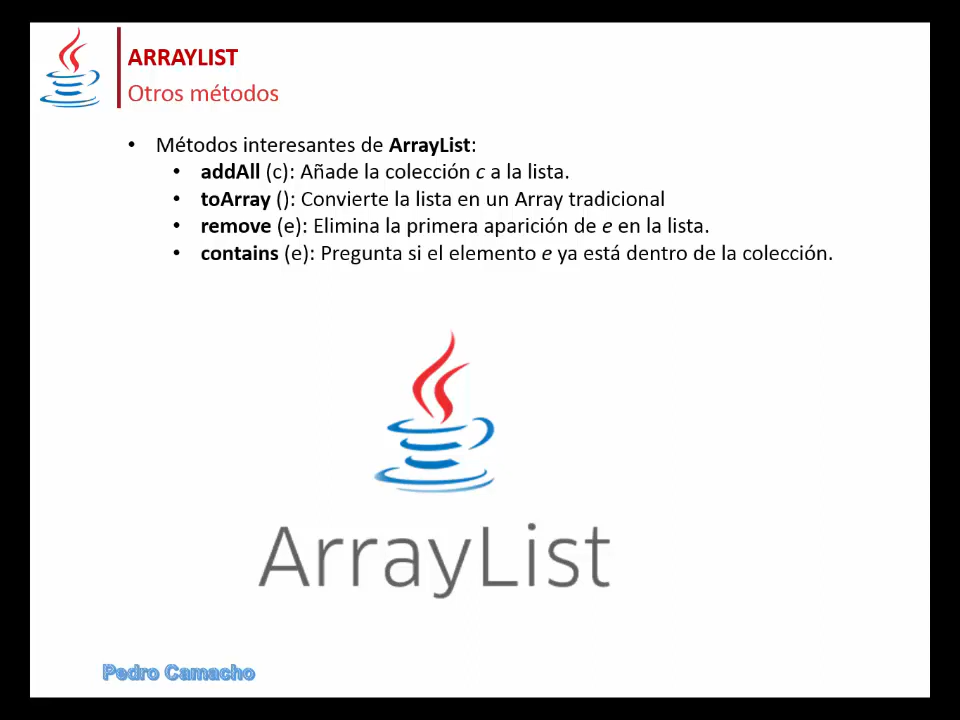 ARRAYLIST
Otros métodos
• Métodos interesantes de ArrayList:
• addAll (c): Añade la colección c a la lista.
• toArray (): Convierte la lista en un Array tradicional
• remove (e): Elimina la primera aparición de e en la lista.
• contains (e): Pregunta si el elemento e ya está dentro de la colección.
ArrayList
Pedro Camacho